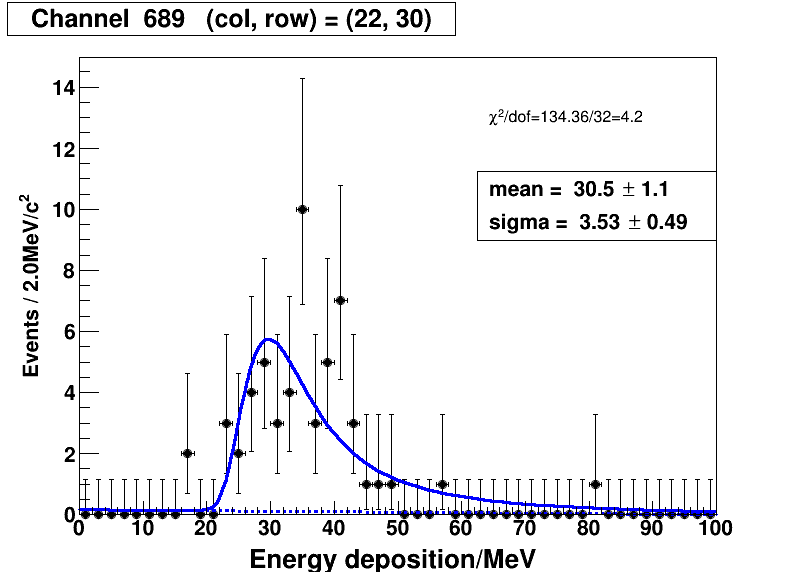 Channel 689 (col, row) = (22, 30)
χ²/dof=134.36/32=4.2
mean = 30.5 ± 1.1
sigma = 3.53 ± 0.49
Events / 2.0MeV/c²
14
12
10
8
6
4
2
0
0 10 20 30 40 50 60 70 80 90 100
Energy deposition/MeV